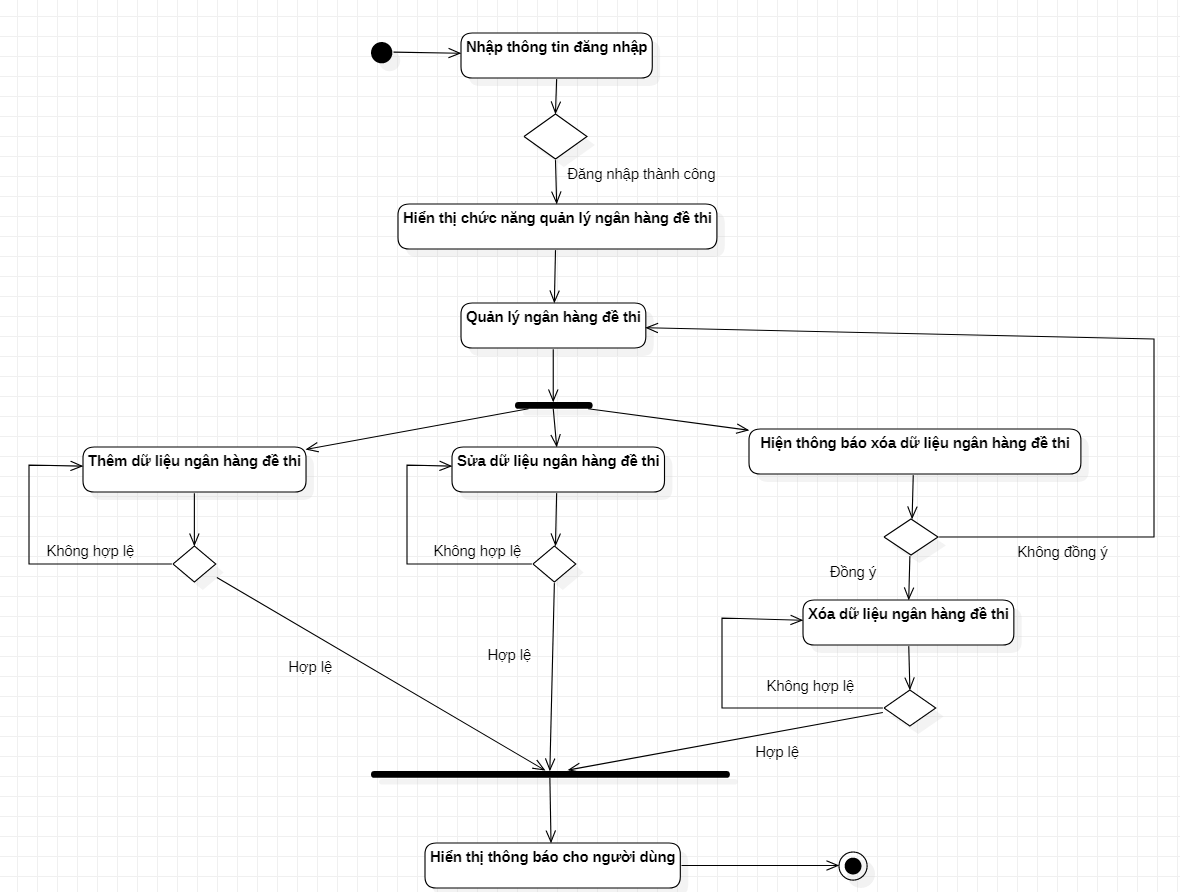 Nhập thông tin đăng nhập
Đăng nhập thành công
Hiển thị chức năng quản lý ngân hàng đề thi
Quản lý ngân hàng đề thi
Hiện thông báo xóa dữ liệu ngân hàng đề thi
Thêm dữ liệu ngân hàng đề thi
Sửa dữ liệu ngân hàng đề thi
Không hợp lệ
Không hợp lệ
Không đồng ý
Đồng ý
Xóa dữ liệu ngân hàng đề thi
Hợp lệ
Hợp lệ
Không hợp lệ
Hợp lệ
Hiển thị thông báo cho người dùng